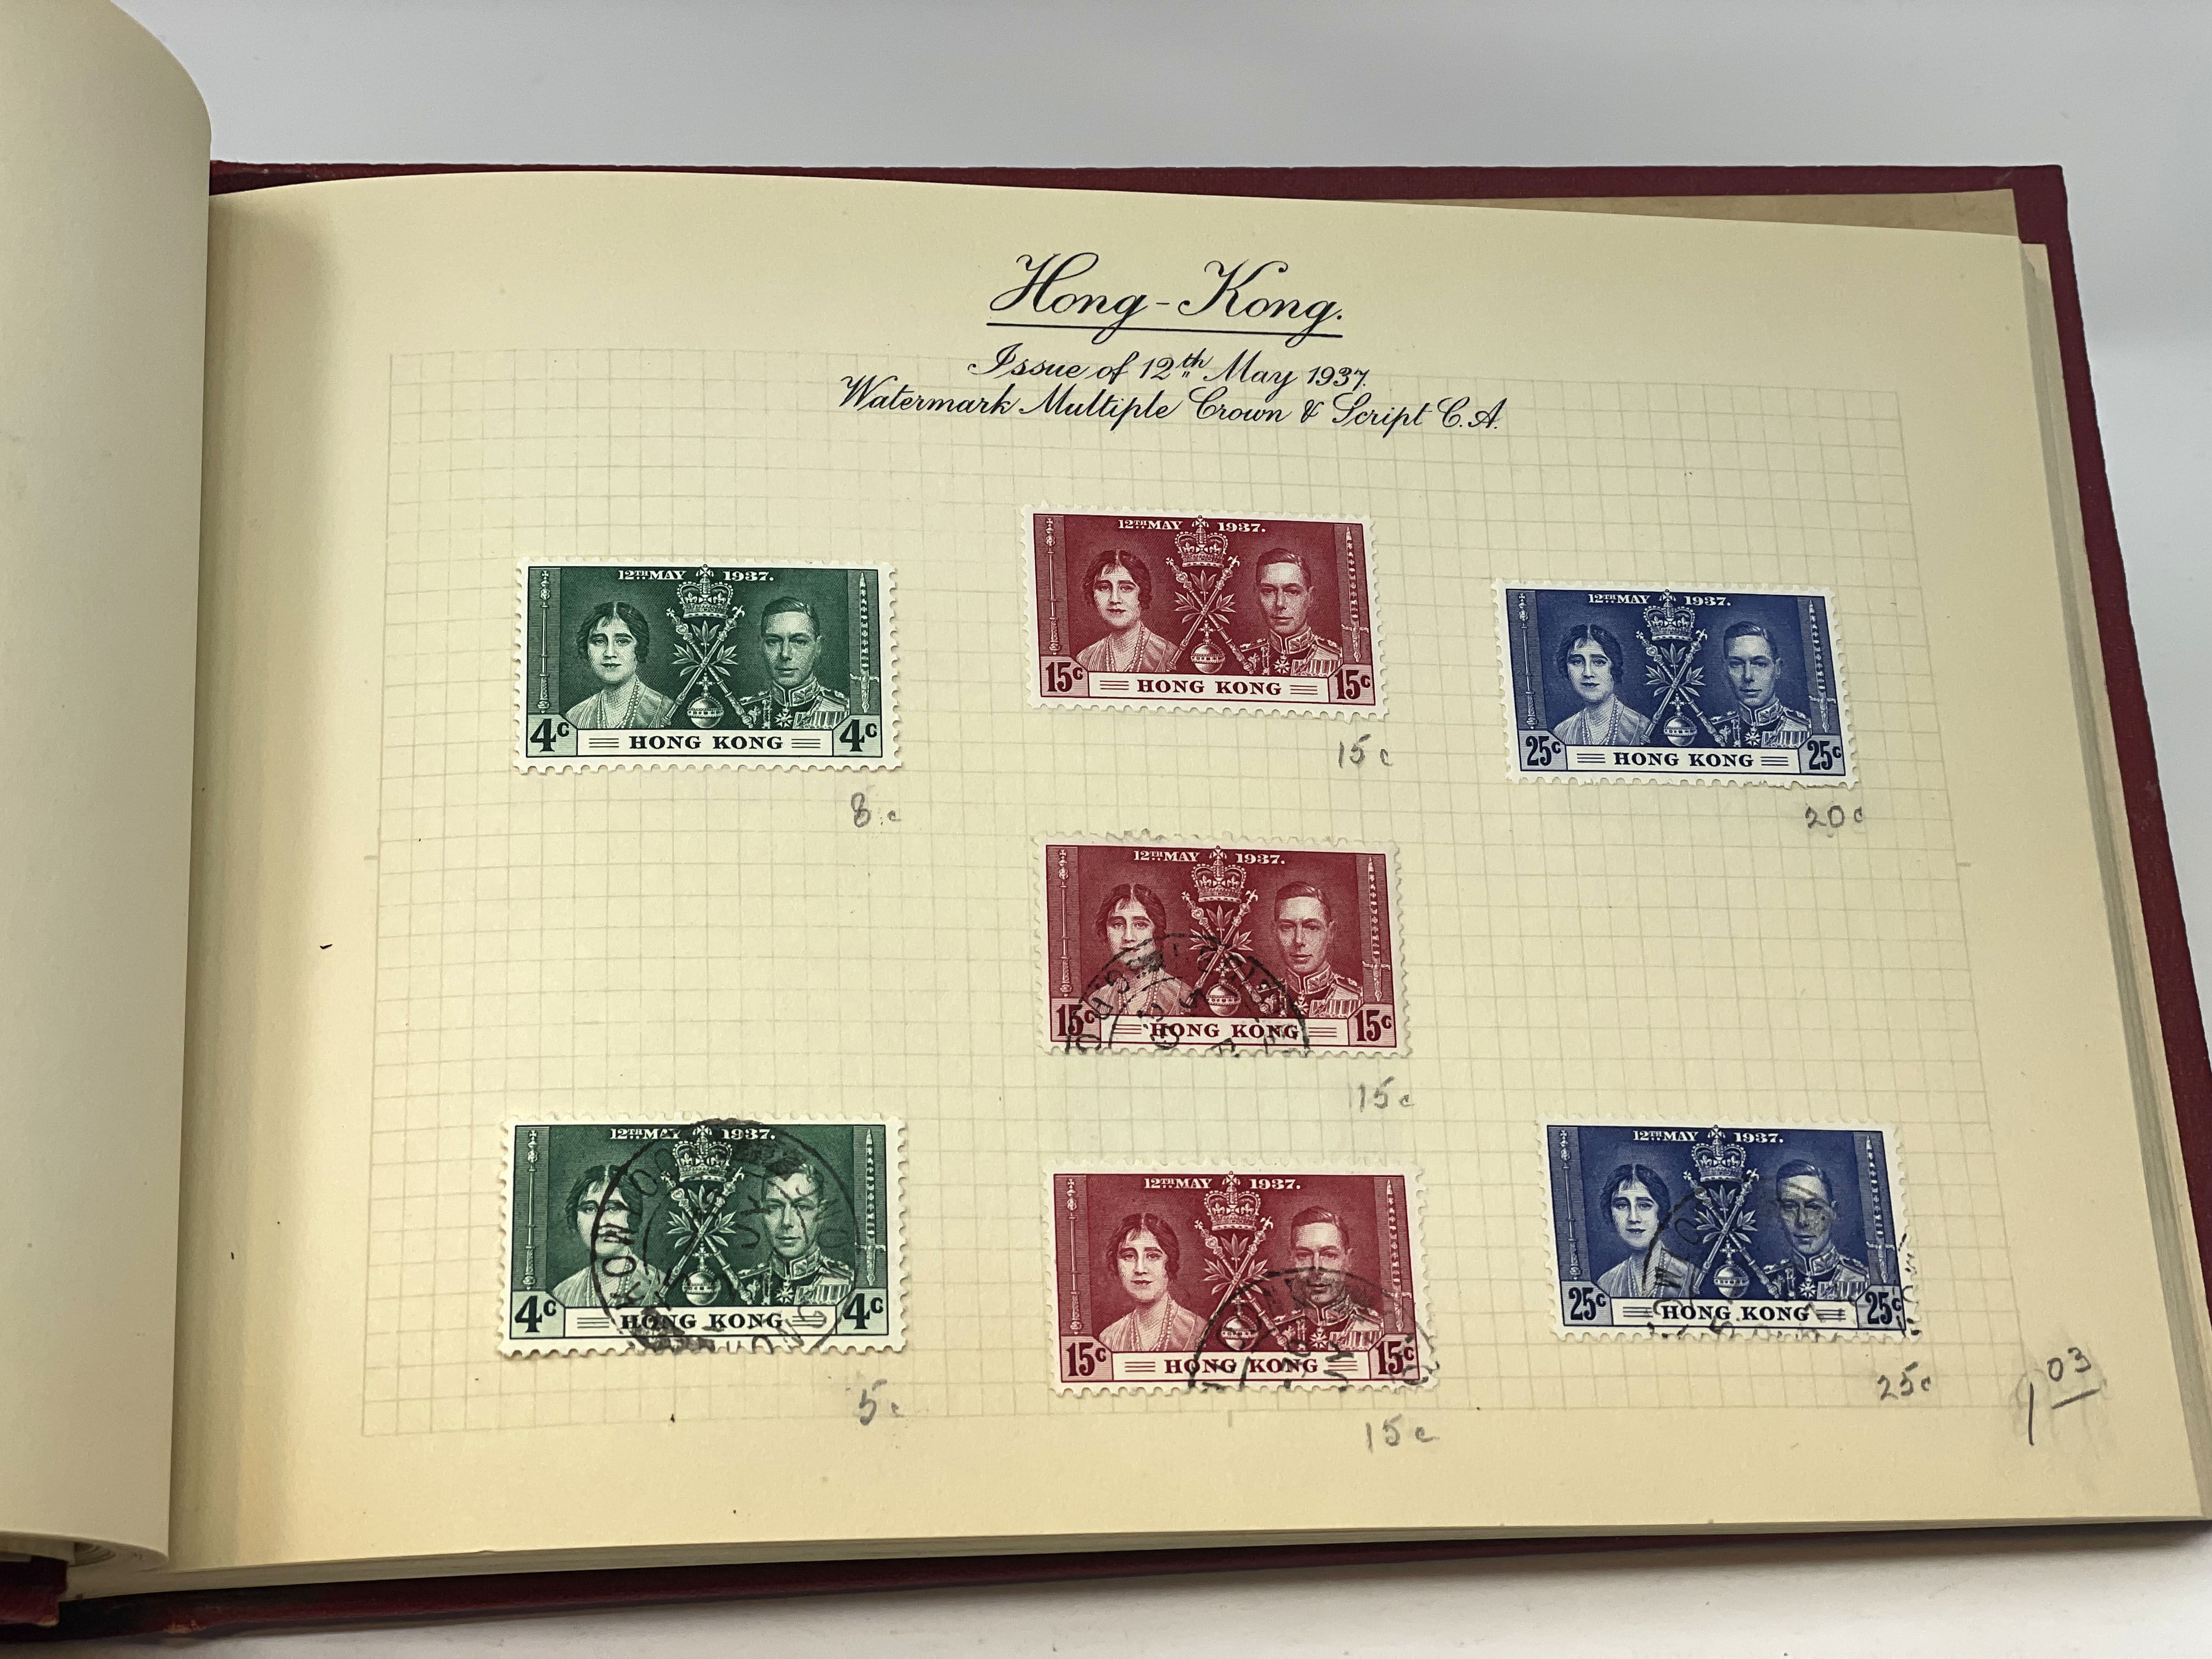 Hong-Kong.
Issue of 12th May 1937.
Watermark Multiple Crown & Script C.A.
12TH MAY 1937.
4c HONG KONG 4c
8c
12TH MAY 1937.
15c HONG KONG 15c
15c
12TH MAY 1937.
25c HONG KONG 25c
20c
12TH MAY 1937.
15c HONG KONG 15c
15c
12TH MAY 1937.
4c HONG KONG 4c
5c
12TH MAY 1937.
15c HONG KONG 15c
15c
12TH MAY 1937.
25c HONG KONG 25c
25c
1 03